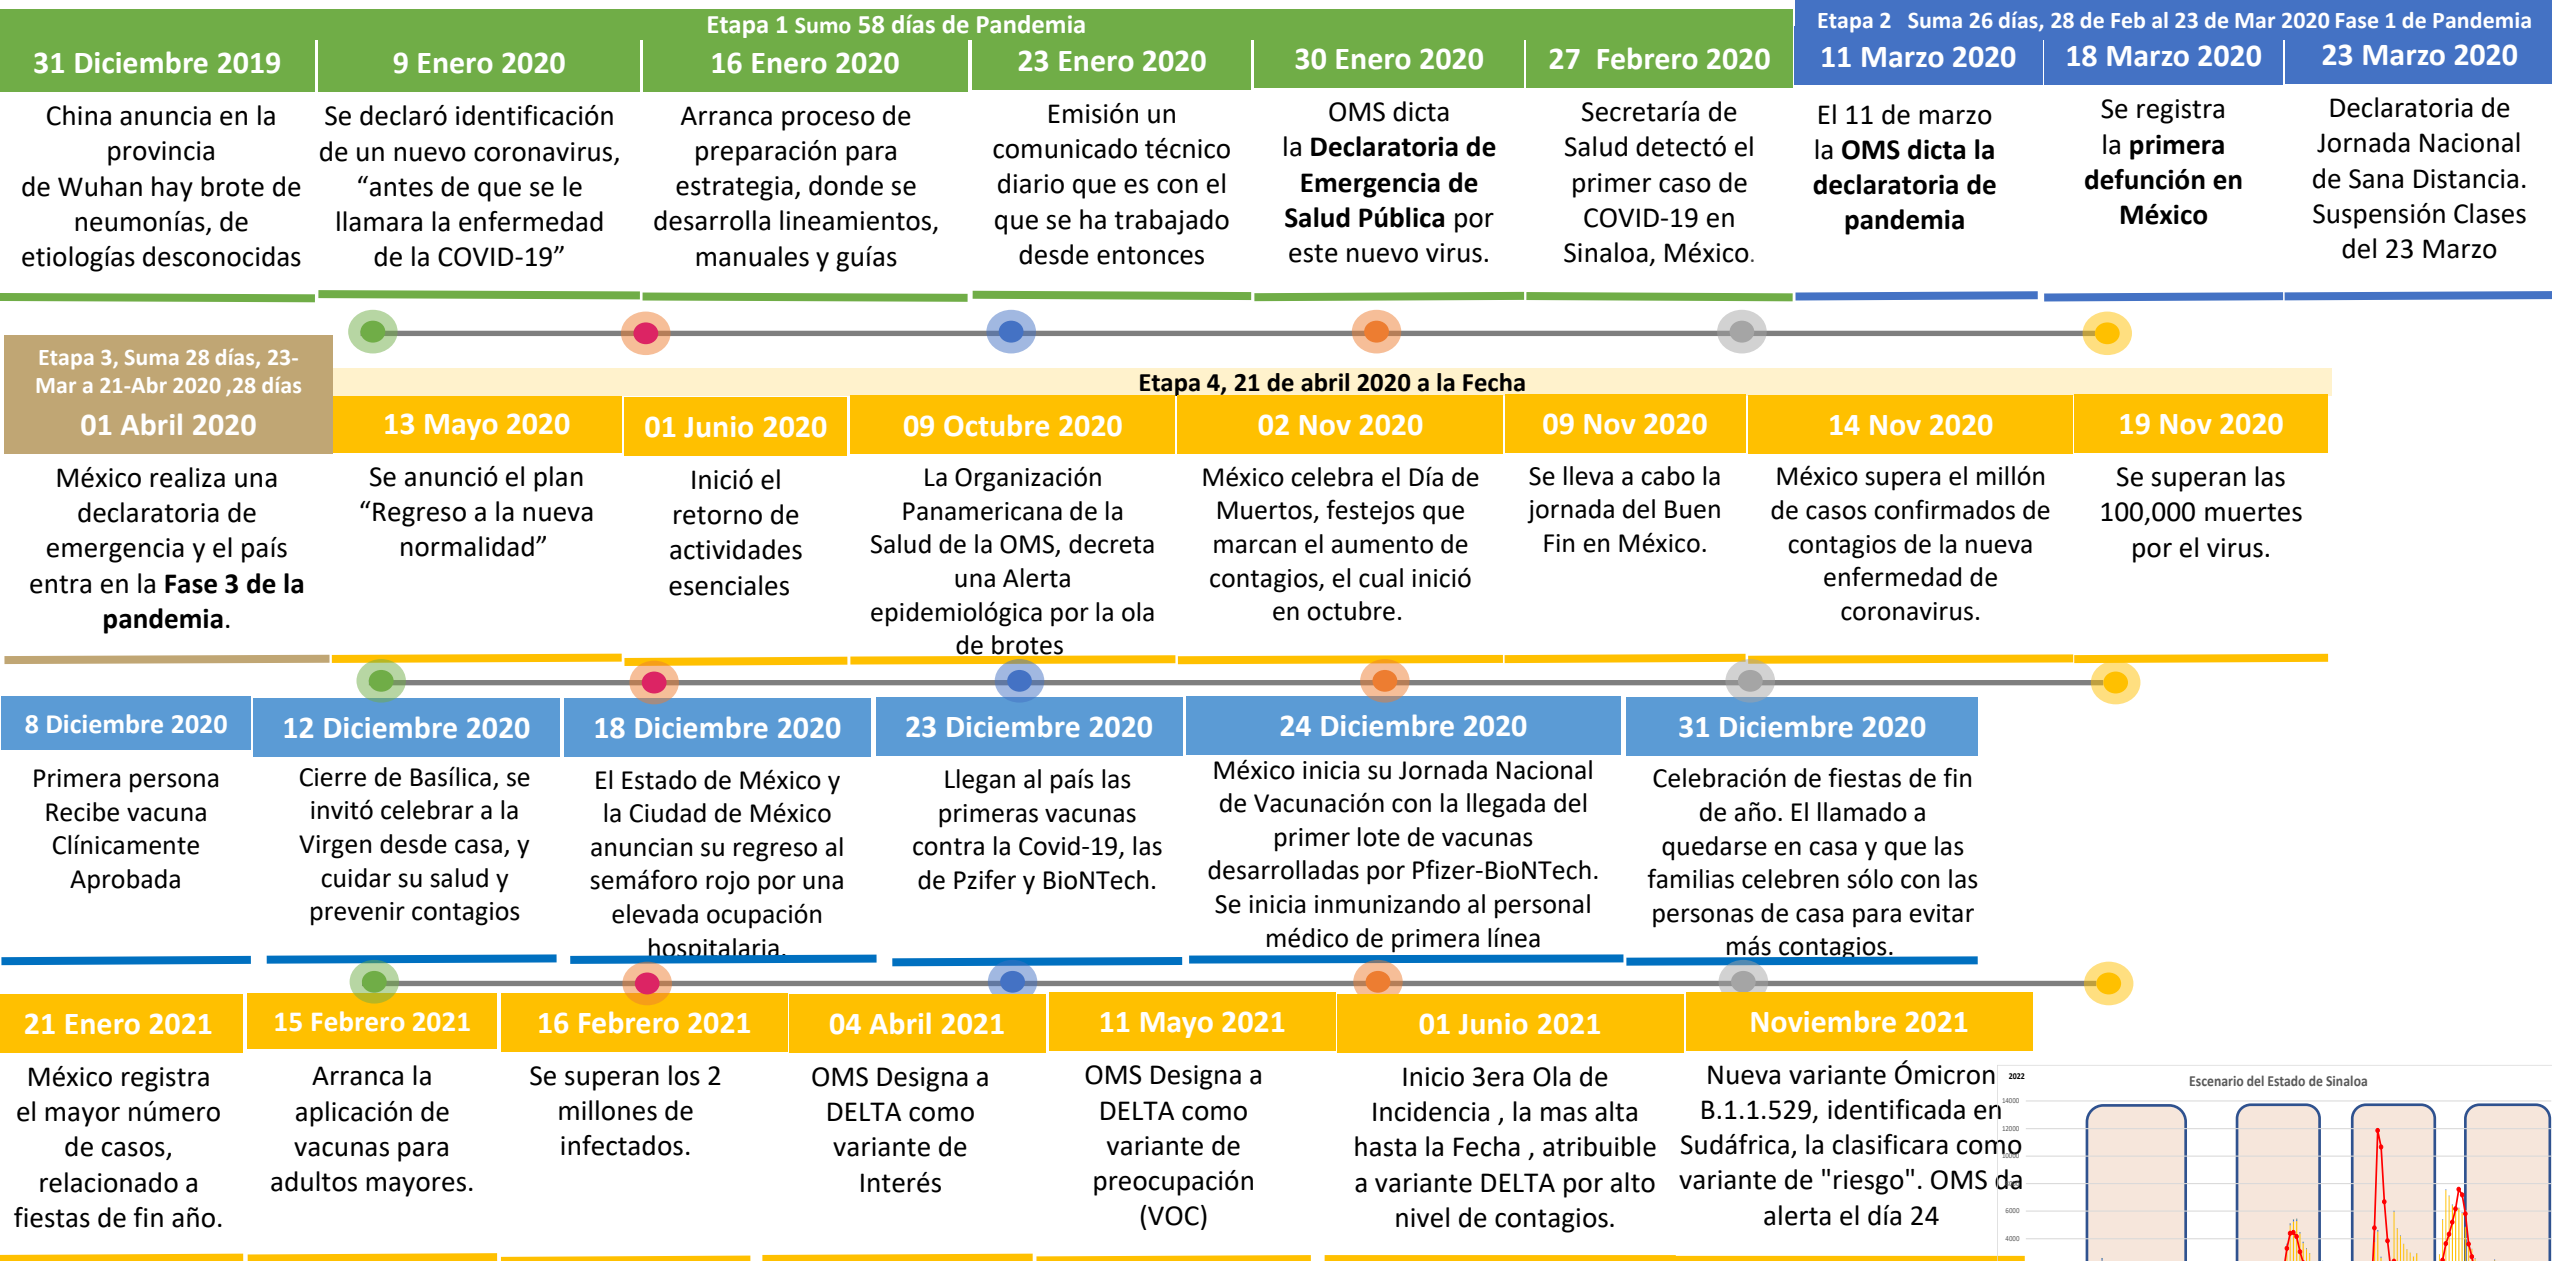 Etapa 1 Sumo 58 días de Pandemia
Etapa 2 Suma 26 días, 28 de Feb al 23 de Mar 2020 Fase 1 de Pandemia
31 Diciembre 2019
China anuncia en la
provincia
de Wuhan hay brote de
neumonías, de
etiologías desconocidas
9 Enero 2020
Se declaró identificación
de un nuevo coronavirus,
“antes de que se le
llamara la enfermedad
de la COVID-19”
16 Enero 2020
Arranca proceso de
preparación para
estrategia, donde se
desarrolla lineamientos,
manuales y guías
23 Enero 2020
Emisión un
comunicado técnico
diario que es con el
que se ha trabajado
desde entonces
30 Enero 2020
OMS dicta
la Declaratoria de
Emergencia de
Salud Pública por
este nuevo virus.
27 Febrero 2020
Secretaría de
Salud detectó el
primer caso de
COVID-19 en
Sinaloa, México.
11 Marzo 2020
El 11 de marzo
la OMS dicta la
declaratoria de
pandemia
18 Marzo 2020
Se registra
la primera
defunción en
México
23 Marzo 2020
Declaratoria de
Jornada Nacional
de Sana Distancia.
Suspensión Clases
del 23 Marzo
Etapa 3, Suma 28 días, 23-
Mar a 21-Abr 2020 ,28 días
01 Abril 2020
México realiza una
declaratoria de
emergencia y el país
entra en la Fase 3 de la
pandemia.
Etapa 4, 21 de abril 2020 a la Fecha
13 Mayo 2020
Se anunció el plan
“Regreso a la nueva
normalidad”
01 Junio 2020
Inició el
retorno de
actividades
esenciales
09 Octubre 2020
La Organización
Panamericana de la
Salud de la OMS, decreta
una Alerta
epidemiológica por la ola
de brotes
02 Nov 2020
México celebra el Día de
Muertos, festejos que
marcan el aumento de
contagios, el cual inició
en octubre.
09 Nov 2020
Se lleva a cabo la
jornada del Buen
Fin en México.
14 Nov 2020
México supera el millón
de casos confirmados de
contagios de la nueva
enfermedad de
coronavirus.
19 Nov 2020
Se superan las
100,000 muertes
por el virus.
8 Diciembre 2020
Primera persona
Recibe vacuna
Clínicamente
Aprobada
12 Diciembre 2020
Cierre de Basílica, se
invitó celebrar a la
Virgen desde casa, y
cuidar su salud y
prevenir contagios
18 Diciembre 2020
El Estado de México y
la Ciudad de México
anuncian su regreso al
semáforo rojo por una
elevada ocupación
hospitalaria.
23 Diciembre 2020
Llegan al país las
primeras vacunas
contra la Covid-19, las
de Pzifer y BioNTech.
24 Diciembre 2020
México inicia su Jornada Nacional
de Vacunación con la llegada del
primer lote de vacunas
desarrolladas por Pfizer-BioNTech.
Se inicia inmunizando al personal
médico de primera línea
31 Diciembre 2020
Celebración de fiestas de fin
de año. El llamado a
quedarse en casa y que las
familias celebren sólo con las
personas de casa para evitar
más contagios.
21 Enero 2021
México registra
el mayor número
de casos,
relacionado a
fiestas de fin año.
15 Febrero 2021
Arranca la
aplicación de
vacunas para
adultos mayores.
16 Febrero 2021
Se superan los 2
millones de
infectados.
04 Abril 2021
OMS Designa a
DELTA como
variante de
Interés
11 Mayo 2021
OMS Designa a
DELTA como
variante de
preocupación
(VOC)
01 Junio 2021
Inicio 3era Ola de
Incidencia , la mas alta
hasta la Fecha , atribuible
a variante DELTA por alto
nivel de contagios.
Noviembre 2021
Nueva variante Ómicron
B.1.1.529, identificada en
Sudáfrica, la clasificara como
variante de "riesgo". OMS da
alerta el día 24
2022
Escenario del Estado de Sinaloa
14000
12000
10000
6000
4000